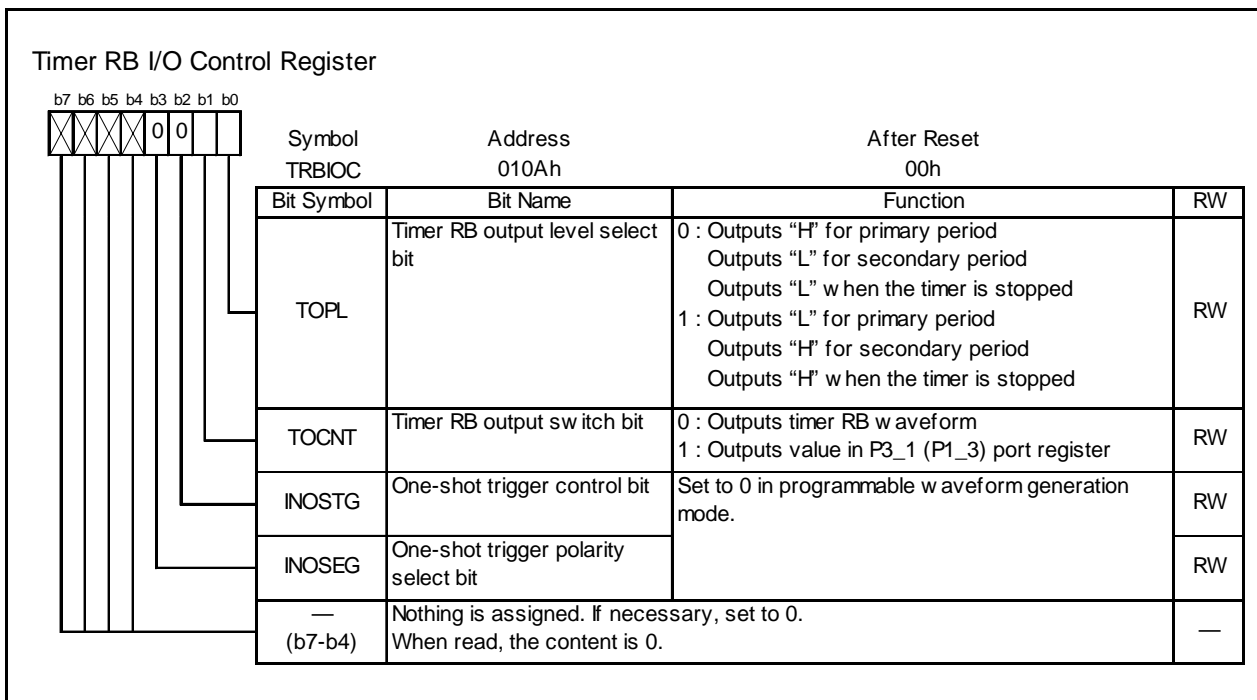 Timer RB I/O Control Register
b7 b6 b5 b4 b3 b2 b1 b0
0 0
Symbol Address After Reset
TRBIOC 010Ah 00h
Bit Symbol Bit Name Function RW
TOPL
Timer RB output level select
bit
0 : Outputs “H” for primary period
Outputs “L” for secondary period
Outputs “L” when the timer is stopped
1 : Outputs “L” for primary period
Outputs “H” for secondary period
Outputs “H” when the timer is stopped
RW
TOCNT
Timer RB output switch bit
0 : Outputs timer RB waveform
1 : Outputs value in P3_1 (P1_3) port register
RW
INOSTG
One-shot trigger control bit
Set to 0 in programmable waveform generation
mode.
RW
INOSEG
One-shot trigger polarity
select bit
RW
—
(b7-b4)
Nothing is assigned. If necessary, set to 0.
When read, the content is 0.
—